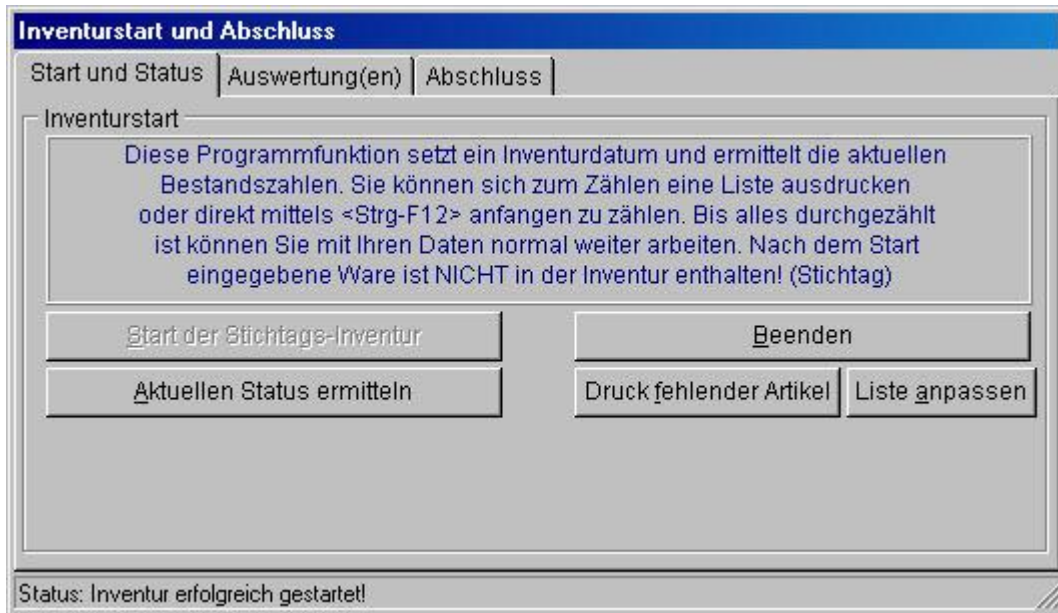 Inventurstart und Abschluss
Start und Status Auswertung(en) Abschluss
Inventurstart
Diese Programmfunktion setzt ein Inventurdatum und ermittelt die aktuellen
Bestandszahlen. Sie können sich zum Zählen eine Liste ausdrucken
oder direkt mittels <Strg-F12> anfangen zu zählen. Bis alles durchgezählt
ist können Sie mit Ihren Daten normal weiter arbeiten. Nach dem Start
eingegebene Ware ist NICHT in der Inventur enthalten! (Stichtag)
Start der Stichtags-Inventur Beenden
Aktuellen Status ermitteln Druck fehlender Artikel Liste anpassen
Status: Inventur erfolgreich gestartet!